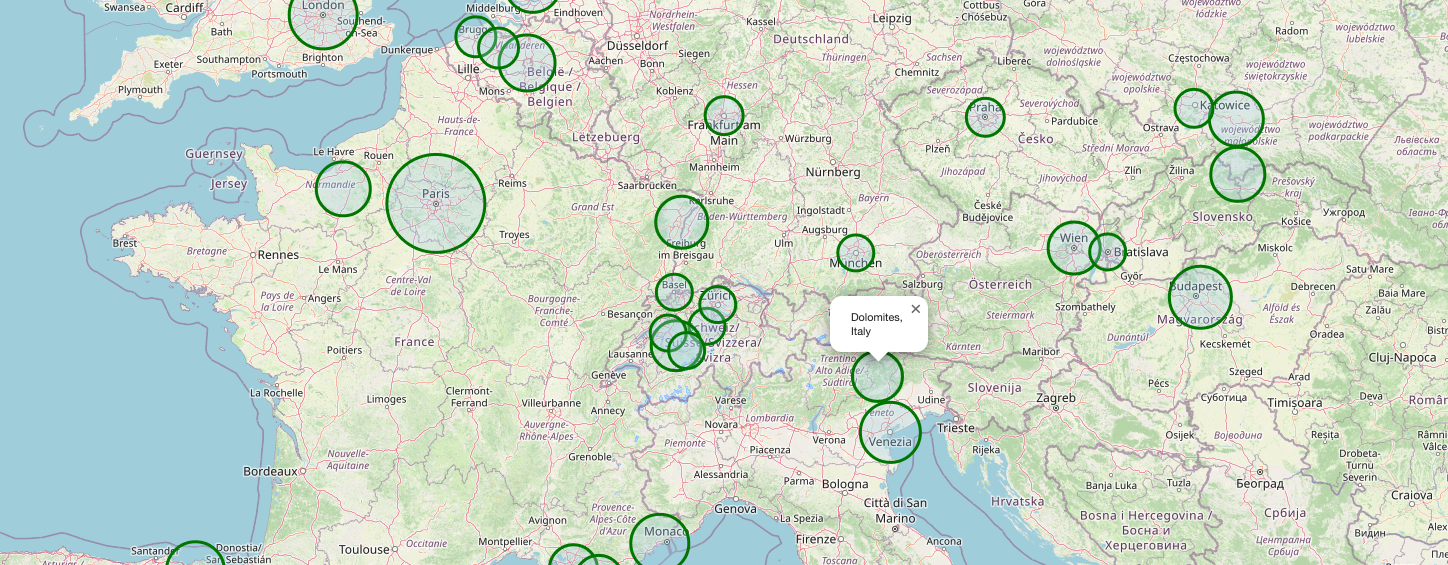 Cardiff
London
Southend-
on-Sea
Bath
Exeter
Southampton
Brighton
Portsmouth
Plymouth
Middelburg
Eindhoven
Brugge
Vlaanderen
Dunkerque
Lille
Mons
België /
Belgique /
Belgien
Nordrhein-
Westfalen
Düsseldorf
Aachen
Bonn
Siegen
Koblenz
Kassel
Hessen
Leipzig
Deutschland
Thüringen
Sachsen
Chemnitz
Cottbus -
Chóśebuz
Góra
Liberec
Severozápad
Praha
Severovýchod
Pardubice
Česko
Plzeň
Střední Morava
Jihozápad
Jihovýchod
Zlín
České
Budějovice
województwo
łódzkie
Radom
województwo
lubelskie
województwo
dolnośląskie
Częstochowa
województwo
świętokrzyskie
województwo
opolskie
Katowice
Ostrava
województwo
małopolskie
województwo
podkarpackie
Львівська
область
Žilina
Prešovský
kraj
Slovensko
Košice
Ужгород
Hauts-de-
France
Lëtzebuerg
Frankfurt am
Main
Würzburg
Guernsey
Jersey
Le Havre
Rouen
Normandie
Paris
Reims
Saarbrücken
Mannheim
Nürnberg
Karlsruhe
Baden-Württemberg
Bayern
Ingolstadt
Augsburg
Ulm
Grand Est
Troyes
Freiburg
im Breisgau
München
Oberösterreich
Salzburg
Österreich
Wien
Bratislava
Győr
Miskolc
Satu Mare
Brest
Bretagne
Rennes
Le Mans
Centre-Val
de Loire
Pays de
la Loire
Angers
Bourgogne-
Franche-
Comté
Besançon
Basel
Zürich
Schweiz/
Suisse/Svizzera/
Svizra
Lausanne
Genève
Dolomites,
Italy
Trentino-
Alto Adige/
Südtirol
Steiermark
Kärnten
Szombathely
Budapest
Magyarország
Debrecen
Alföld és
Észak
Baia Mare
Zalău
Dunántúl
Kecskemét
Maribor
Slovenija
Zagreb
Pécs
Szeged
Arad
Cluj-Napoca
Суботица
Timișoara
Deva
France
Poitiers
La Rochelle
Limoges
Clermont-
Ferrand
Villeurbanne
Annecy
Auvergne-
Rhône-Alpes
Grenoble
Varese
Lombardia
Novara
Piemonte
Piacenza
Alessandria
Verona
Veneto
Venezia
Udine
Trieste
Rijeka
Osijek
Војводина
Reșița
Drobeta-
Turnu
Severin
Bordeaux
Nouvelle-
Aquitaine
Parma
Bologna
Genova
La Spezia
Firenze
Toscana
Città di San
Marino
Ancona
Hrvatska
Banja Luka
Tuzla
Београд
Bosna i Hercegovina /
Босна и
Херцеговина
Србија
Craiova
Видин
Avignon
Provence-
Alpes-Côte
d'Azur
Monaco
Montpellier
Occitanie
Toulouse
Santander
Donostia/
San Sebastián